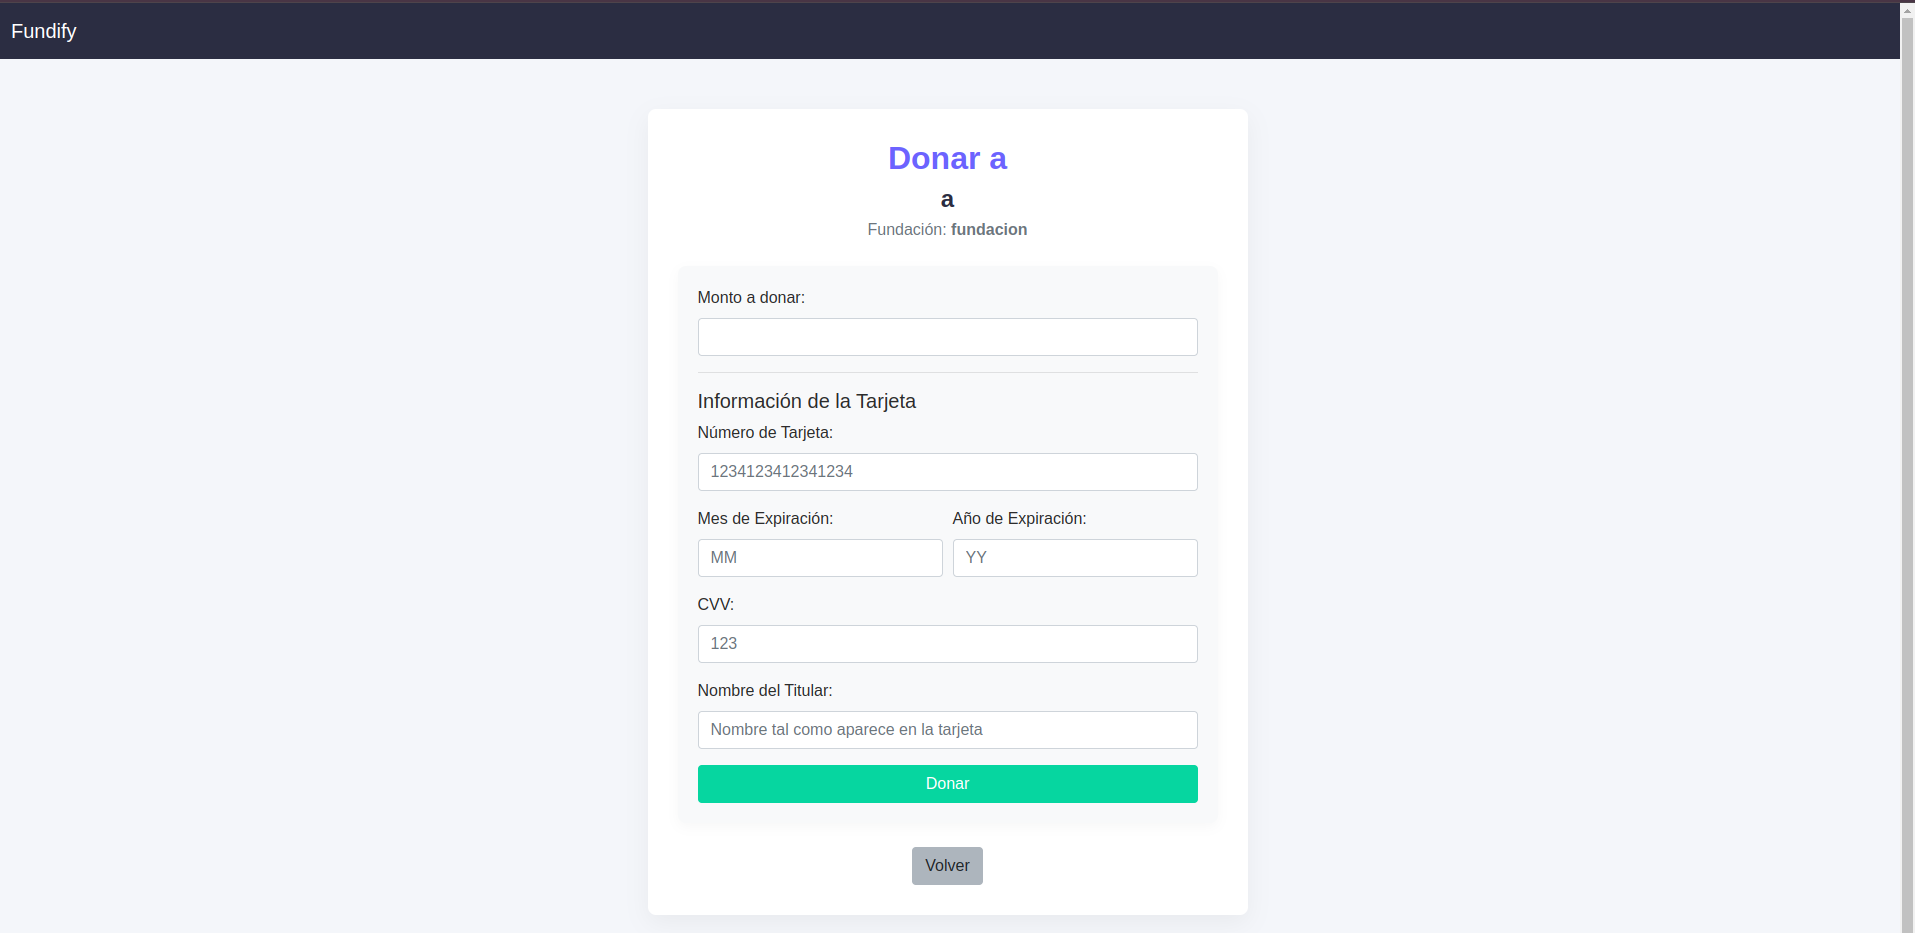 Fundify
Donar a
a
Fundación: fundacion
Monto a donar:
Información de la Tarjeta
Número de Tarjeta:
1234123412341234
Mes de Expiración: Año de Expiración:
MM YY
CVV:
123
Nombre del Titular:
Nombre tal como aparece en la tarjeta
Donar
Volver